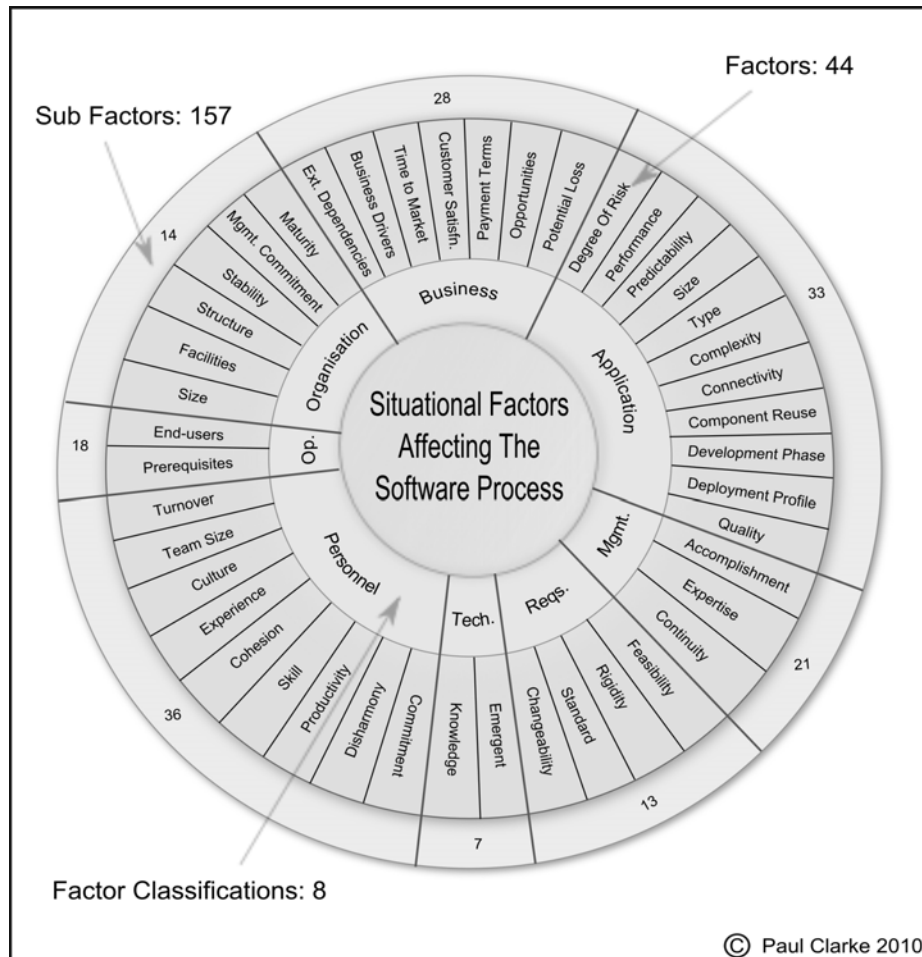 Factors: 44
Sub Factors: 157
28
33
21
13
7
36
18
14
Ext. Dependencies
Business Drivers
Time to Market
Customer Satisfn.
Payment Terms
Opportunities
Potential Loss
Degree Of Risk
Performance
Predictability
Size
Type
Complexity
Connectivity
Component Reuse
Development Phase
Deployment Profile
Quality
Accomplishment
Expertise
Continuity
Feasibility
Rigidity
Standard
Changeability
Emergent
Knowledge
Commitment
Disharmony
Productivity
Skill
Cohesion
Experience
Culture
Team Size
Turnover
Prerequisites
End-users
Size
Facilities
Structure
Stability
Mgmt. Commitment
Maturity
Business
Application
Mgmt.
Reqs.
Tech.
Personnel
Op.
Organisation
Situational Factors
Affecting The
Software Process
Factor Classifications: 8
© Paul Clarke 2010